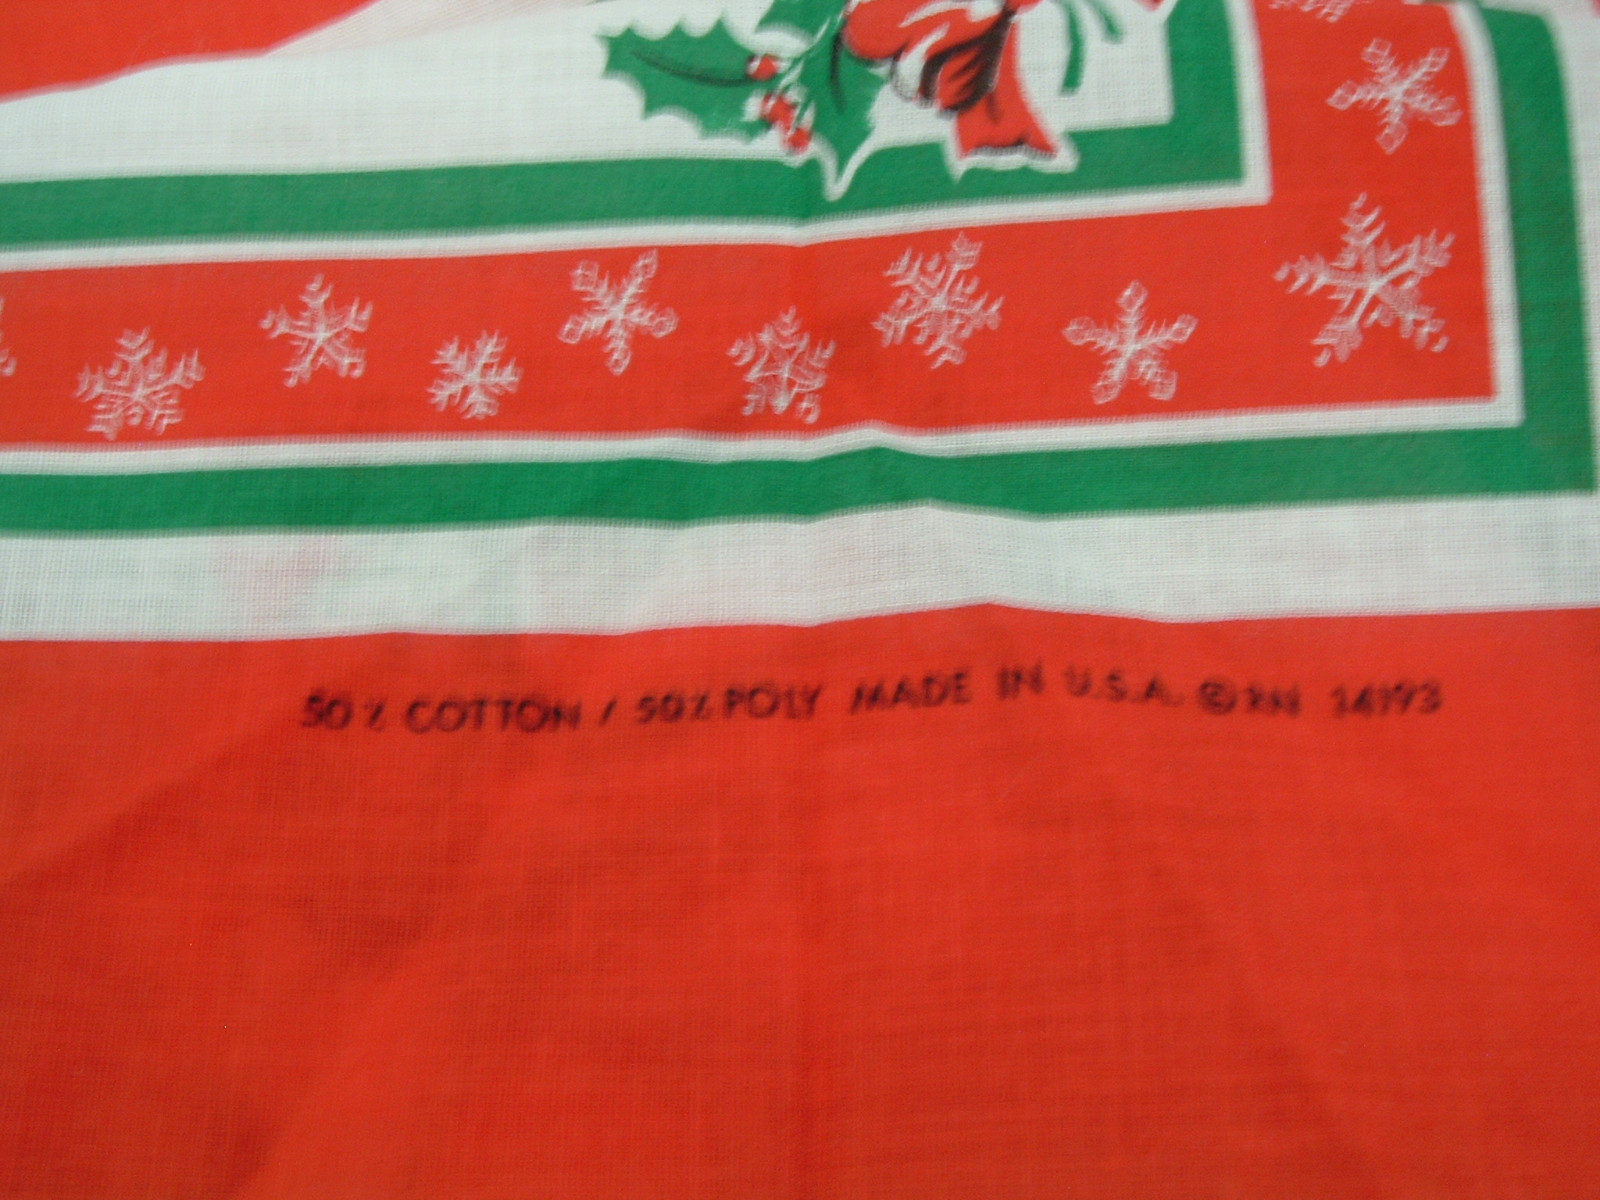 50% COTTON / 50% POLY MADE IN U.S.A. © RN 14193